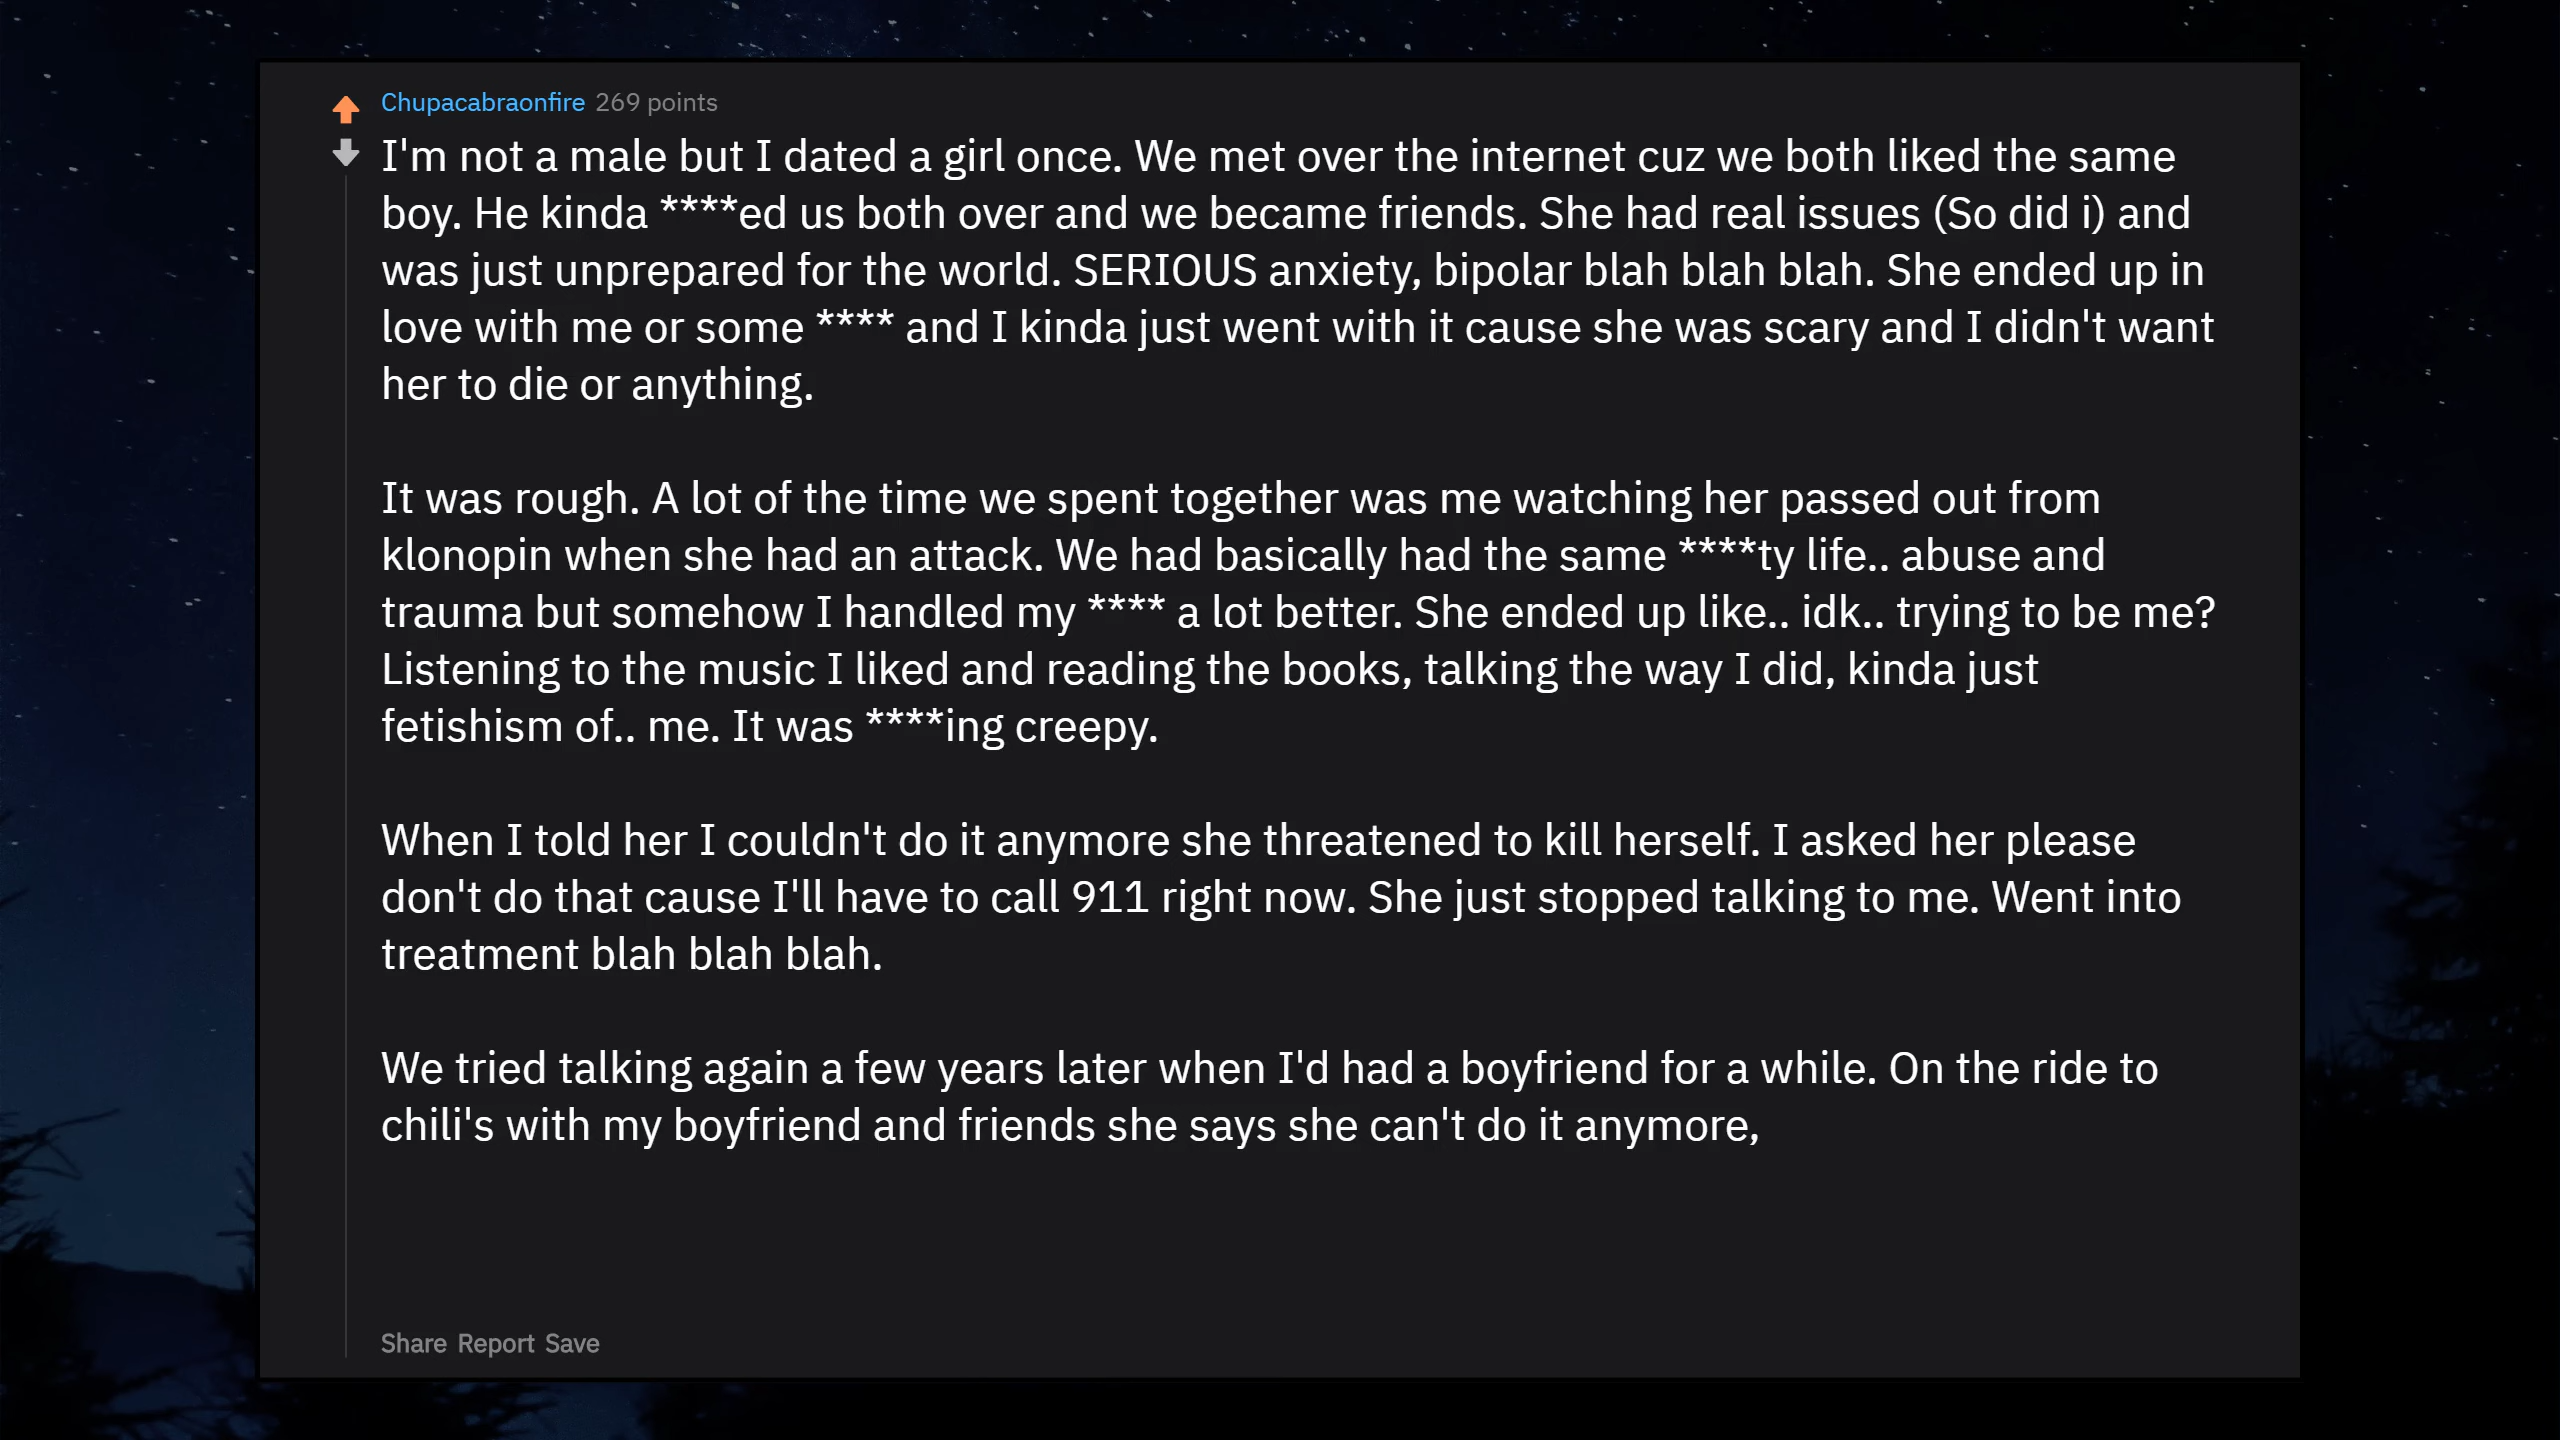 Chupacabraonfire 269 points
I'm not a male but I dated a girl once. We met over the internet cuz we both liked the same
boy. He kinda ****ed us both over and we became friends. She had real issues (So did i) and
was just unprepared for the world. SERIOUS anxiety, bipolar blah blah blah. She ended up in
love with me or some **** and I kinda just went with it cause she was scary and I didn't want
her to die or anything.
It was rough. A lot of the time we spent together was me watching her passed out from
klonopin when she had an attack. We had basically had the same ****ty life.. abuse and
trauma but somehow I handled my **** a lot better. She ended up like.. idk.. trying to be me?
Listening to the music I liked and reading the books, talking the way I did, kinda just
fetishism of.. me. It was ****ing creepy.
When I told her I couldn't do it anymore she threatened to kill herself. I asked her please
don't do that cause I'll have to call 911 right now. She just stopped talking to me. Went into
treatment blah blah blah.
We tried talking again a few years later when I'd had a boyfriend for a while. On the ride to
chili's with my boyfriend and friends she says she can't do it anymore,
Share Report Save